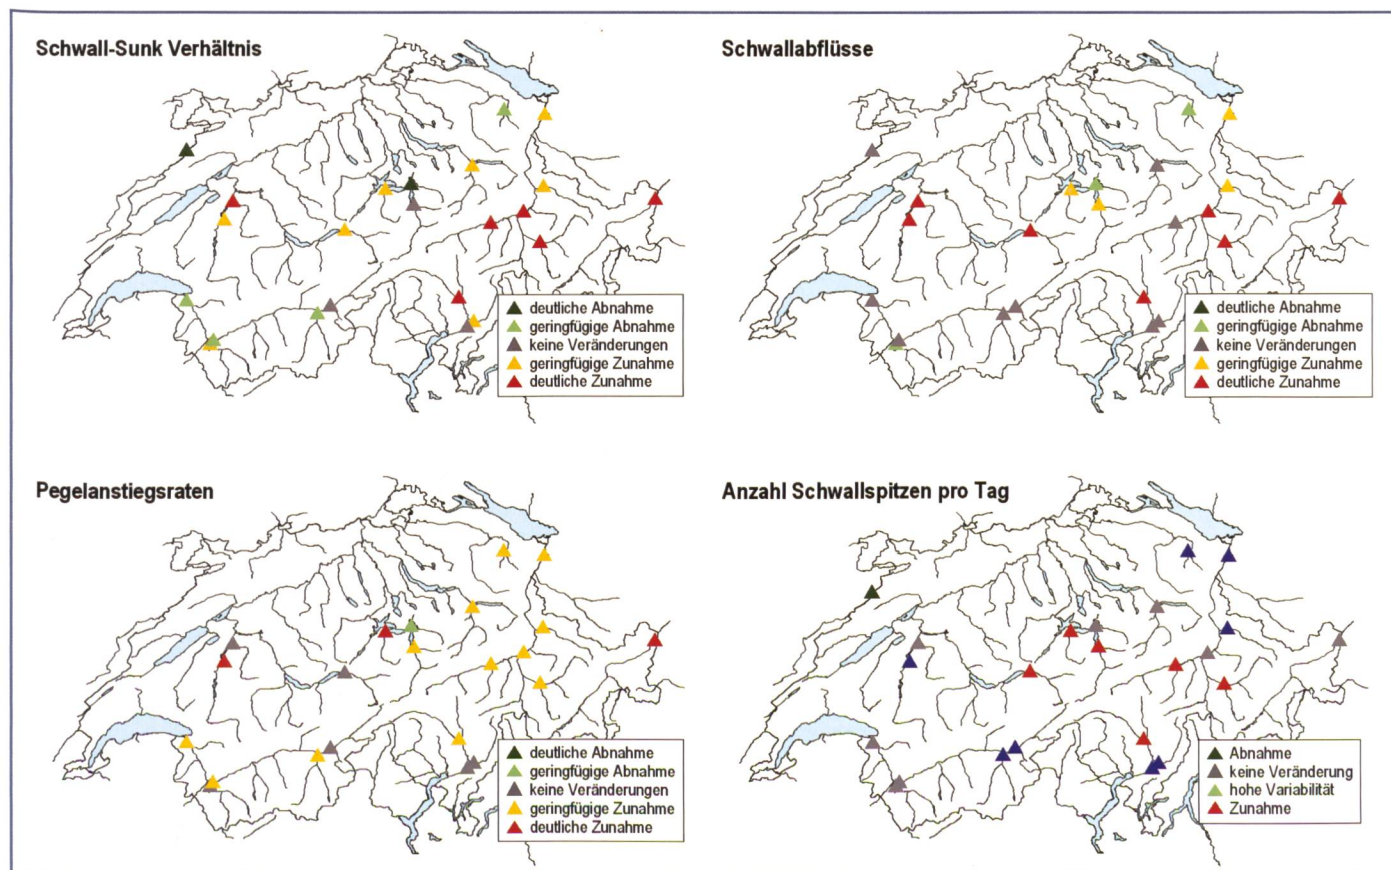 Schwall-Sunk Verhältnis
deutliche Abnahme
geringfügige Abnahme
keine Veränderungen
geringfügige Zunahme
deutliche Zunahme
Schwallabflüsse
deutliche Abnahme
geringfügige Abnahme
keine Veränderungen
geringfügige Zunahme
deutliche Zunahme
Pegelanstiegsraten
deutliche Abnahme
geringfügige Abnahme
keine Veränderungen
geringfügige Zunahme
deutliche Zunahme
Anzahl Schwallspitzen pro Tag
Abnahme
keine Veränderung
hohe Variabilität
Zunahme